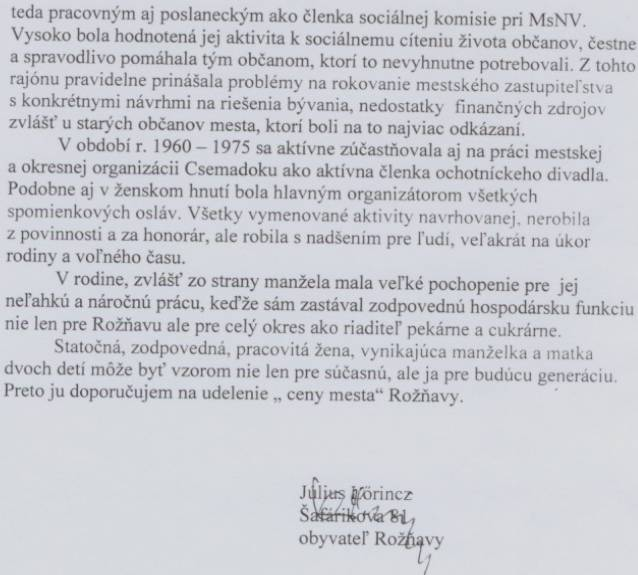 teda pracovným aj poslaneckým ako členka sociálnej komisie pri MsNV.
Vysoko bola hodnotená jej aktivita k sociálnemu cíteniu života občanov, čestne
a spravodlivo pomáhala tým občanom, ktorí to nevyhnutne potrebovali. Z tohto
rajónu pravidelne prinášala problémy na rokovanie mestského zastupiteľstva
s konkrétnymi návrhmi na riešenia bývania, nedostatky finančných zdrojov
zvlášť u starých občanov mesta, ktorí boli na to najviac odkázaní.
V období r. 1960 – 1975 sa aktívne zúčastňovala aj na práci mestskej
a okresnej organizácii Csemadoku ako aktívna členka ochotníckeho divadla.
Podobne aj v ženskom hnutí bola hlavným organizátorom všetkých
spomienkových osláv. Všetky vymenované aktivity navrhovanej, nerobila
z povinnosti a za honorár, ale robila s nadšením pre ľudí, veľakrát na úkor
rodiny a voľného času.
V rodine, zvlášť zo strany manžela mala veľké pochopenie pre jej
neľahkú a náročnú prácu, keďže sám zastával zodpovednú hospodársku funkciu
nie len pre Rožňavu ale pre celý okres ako riaditeľ pekárne a cukrárne.
Statočná, zodpovedná, pracovitá žena, vynikajúca manželka a matka
dvoch detí môže byť vzorom nie len pre súčasnú, ale ja pre budúcu generáciu.
Preto ju doporučujem na udelenie „ ceny mesta“ Rožňavy.
Július Lőrincz
Šafárikova 81
obyvateľ Rožňavy